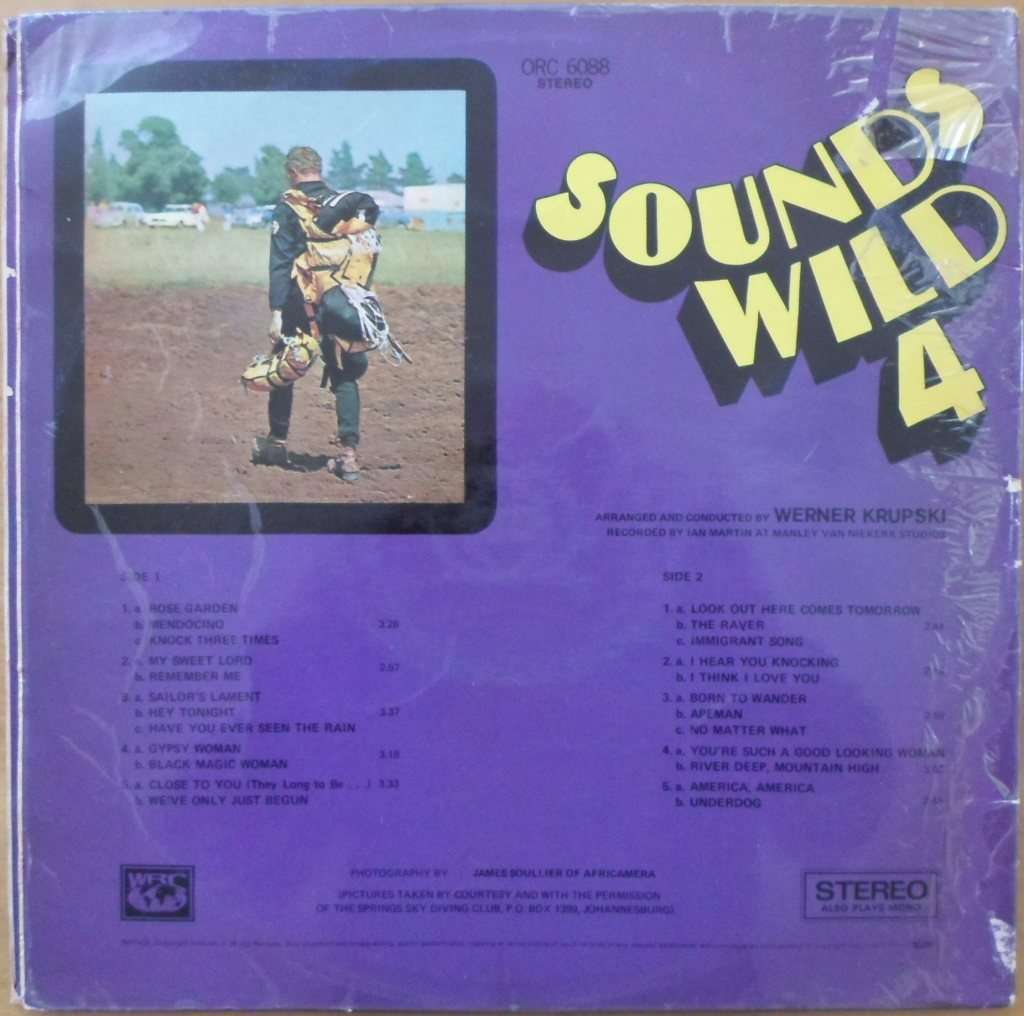 ORC 6088
STEREO
SOUNDS
WILD
4
ARRANGED AND CONDUCTED BY WERNER KRUPSKI
RECORDED BY IAN MARTIN AT MANLEY VAN NIEKERK STUDIOS
SIDE 1
1. a. ROSE GARDEN
b. MENDOCINO 3.28
c. KNOCK THREE TIMES
2. a. MY SWEET LORD 2.57
b. REMEMBER ME
3. a. SAILOR'S LAMENT
b. HEY TONIGHT 3.37
c. HAVE YOU EVER SEEN THE RAIN
4. a. GYPSY WOMAN 3.18
b. BLACK MAGIC WOMAN
5. a. CLOSE TO YOU (They Long to Be . . .) 3.33
b. WE'VE ONLY JUST BEGUN
SIDE 2
1. a. LOOK OUT HERE COMES TOMORROW
b. THE RAVER
c. IMMIGRANT SONG
2. a. I HEAR YOU KNOCKING
b. I THINK I LOVE YOU
3. a. BORN TO WANDER
b. APEMAN
c. NO MATTER WHAT
4. a. YOU'RE SUCH A GOOD LOOKING WOMAN
b. RIVER DEEP, MOUNTAIN HIGH
5. a. AMERICA, AMERICA
b. UNDERDOG
WRC
PHOTOGRAPHY BY JAMES SOULLIER OF AFRICAMERA
(PICTURES TAKEN BY COURTESY AND WITH THE PERMISSION
OF THE SPRINGS SKY DIVING CLUB, P.O. BOX 1399, JOHANNESBURG).
STEREO
ALSO PLAYS MONO